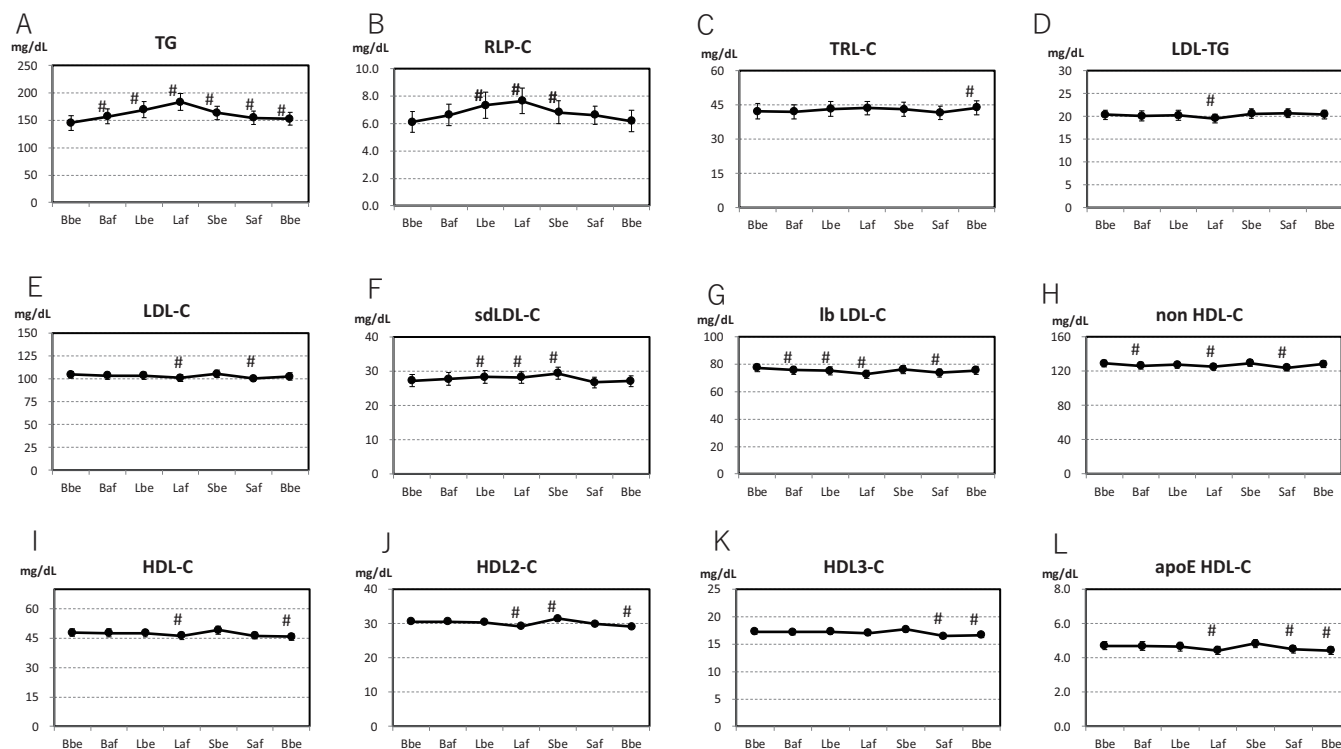 A
TG
mg/dL
250
200
150
100
50
0
# # # # # # #
Bbe Baf Lbe Laf Sbe Saf Bbe
B
RLP-C
mg/dL
10.0
8.0
6.0
4.0
2.0
0.0
# # #
Bbe Baf Lbe Laf Sbe Saf Bbe
C
TRL-C
mg/dL
60
45
30
15
0
#
Bbe Baf Lbe Laf Sbe Saf Bbe
D
LDL-TG
mg/dL
30
25
20
15
10
5
0
#
Bbe Baf Lbe Laf Sbe Saf Bbe
E
LDL-C
mg/dL
150
125
100
75
50
25
0
# #
Bbe Baf Lbe Laf Sbe Saf Bbe
F
sdLDL-C
mg/dL
40
30
20
10
0
# # #
Bbe Baf Lbe Laf Sbe Saf Bbe
G
lb LDL-C
mg/dL
100
80
60
40
20
0
# # # #
Bbe Baf Lbe Laf Sbe Saf Bbe
H
non HDL-C
mg/dL
160
120
80
40
0
# # #
Bbe Baf Lbe Laf Sbe Saf Bbe
I
HDL-C
mg/dL
60
45
30
15
0
# #
Bbe Baf Lbe Laf Sbe Saf Bbe
J
HDL2-C
mg/dL
40
30
20
10
0
# # #
Bbe Baf Lbe Laf Sbe Saf Bbe
K
HDL3-C
mg/dL
25
20
15
10
5
0
# #
Bbe Baf Lbe Laf Sbe Saf Bbe
L
apoE HDL-C
mg/dL
8.0
6.0
4.0
2.0
0.0
# # #
Bbe Baf Lbe Laf Sbe Saf Bbe